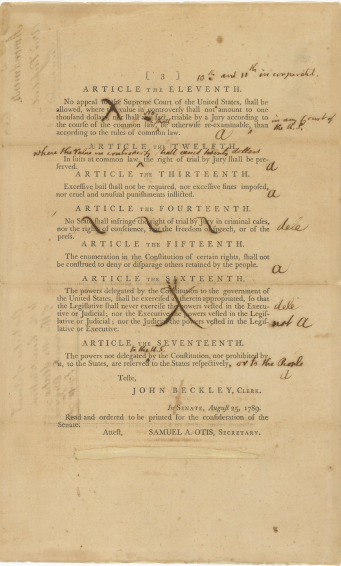 [ 3 ]
10th and 11th incorporated.
ARTICLE THE ELEVENTH.
No appeal to the Supreme Court of the United States, shall be
allowed, where the value in controversy shall not amount to one
thousand dollars, nor shall any fact, triable by a Jury according to
the course of the common law, be otherwise re-examinable, than
according to the rules of common law.
in any Court of
the U.S.
a
ARTICLE THE TWELFTH.
where the value in controversy shall exceed twenty dollars
In suits at common law, the right of trial by Jury shall be pre-
served.
a
ARTICLE THE THIRTEENTH.
Excessive bail shall not be required, nor excessive fines imposed,
nor cruel and unusual punishments inflicted.
a
ARTICLE THE FOURTEENTH.
No State shall infringe the right of trial by Jury in criminal cases,
nor the rights of conscience, nor the freedom of speech, or of the
press.
dele
ARTICLE THE FIFTEENTH.
The enumeration in the Constitution of certain rights, shall not
be construed to deny or disparage others retained by the people.
a
ARTICLE THE SIXTEENTH.
The powers delegated by the Constitution to the government of
the United States, shall be exercised as therein appropriated, so that
the Legislative shall never exercise the powers vested in the Execu-
tive or Judicial; nor the Executive the powers vested in the Legis-
lative or Judicial; nor the Judicial the powers vested in the Legis-
lative or Executive.
dele
not a
ARTICLE THE SEVENTEENTH.
to the U.S.
The powers not delegated by the Constitution, nor prohibited by
it, to the States, are reserved to the States respectively, or to the People
a
Teste,
JOHN BECKLEY, CLERK.
In SENATE, August 25, 1789.
Read and ordered to be printed for the consideration of the
Senate.
Attest, SAMUEL A. OTIS, SECRETARY.